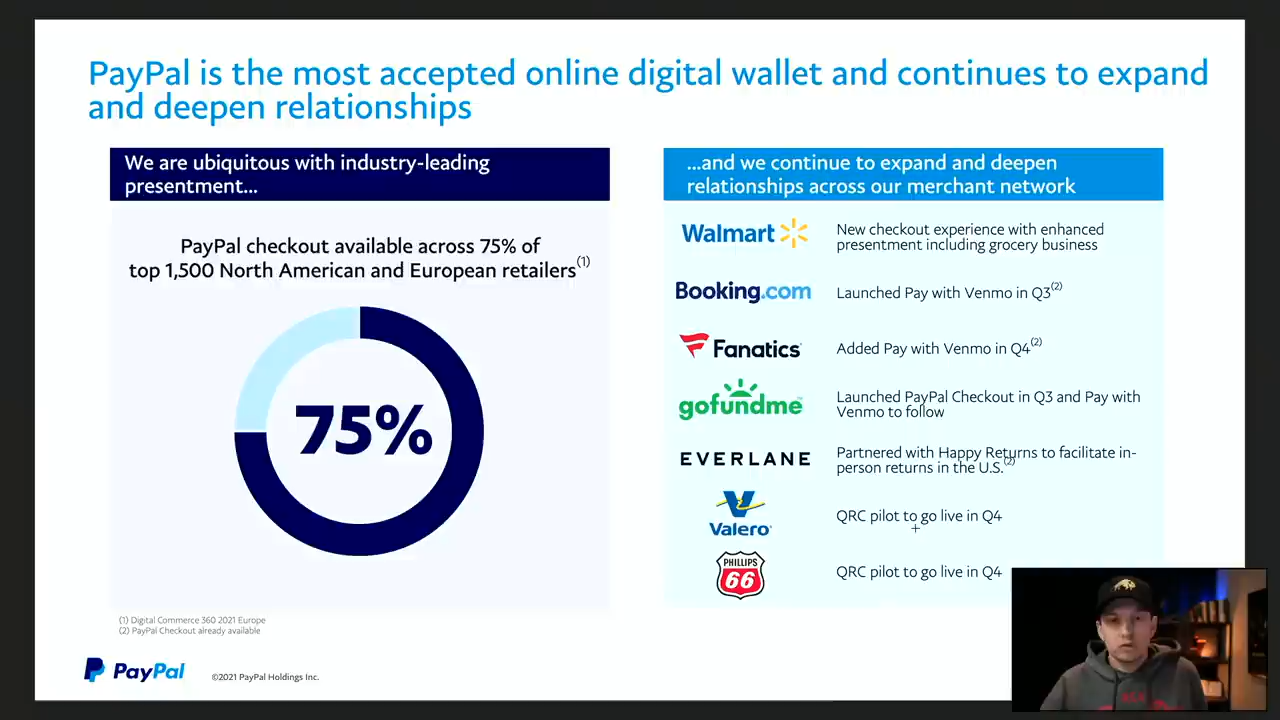 PayPal is the most accepted online digital wallet and continues to expand
and deepen relationships
We are ubiquitous with industry-leading
presentment...
PayPal checkout available across 75% of
top 1,500 North American and European retailers(1)
75%
(1) Digital Commerce 360 2021 Europe
(2) PayPal Checkout already available
...and we continue to expand and deepen
relationships across our merchant network
Walmart
New checkout experience with enhanced
presentment including grocery business
Booking.com
Launched Pay with Venmo in Q3(2)
Fanatics
Added Pay with Venmo in Q4(2)
gofundme
Launched PayPal Checkout in Q3 and Pay with
Venmo to follow
EVERLANE
Partnered with Happy Returns to facilitate in-
person returns in the U.S.(2)
Valero
QRC pilot to go live in Q4
PHILLIPS
66
QRC pilot to go live in Q4
PayPal
©2021 PayPal Holdings Inc.